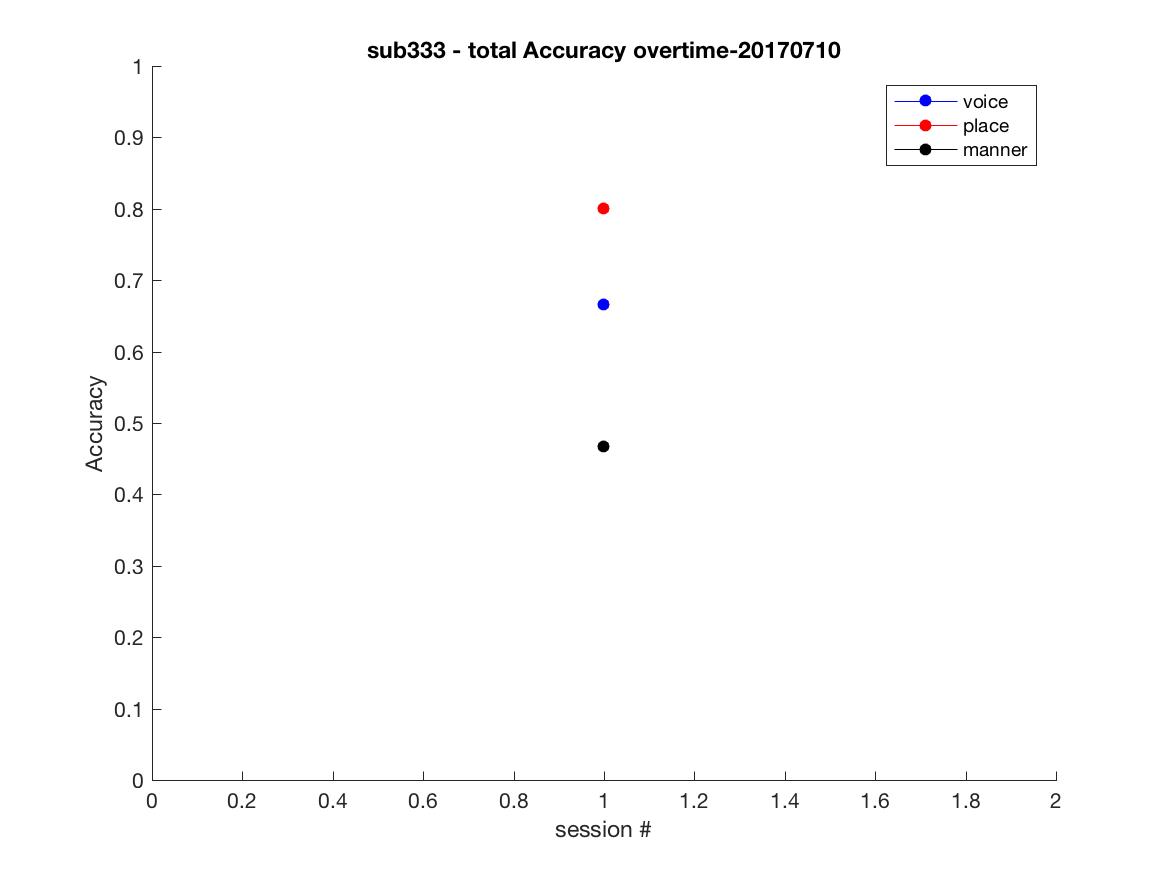 sub333 - total Accuracy overtime-20170710
voice
place
manner
Accuracy
1
0.9
0.8
0.7
0.6
0.5
0.4
0.3
0.2
0.1
0
0 0.2 0.4 0.6 0.8 1 1.2 1.4 1.6 1.8 2
session #